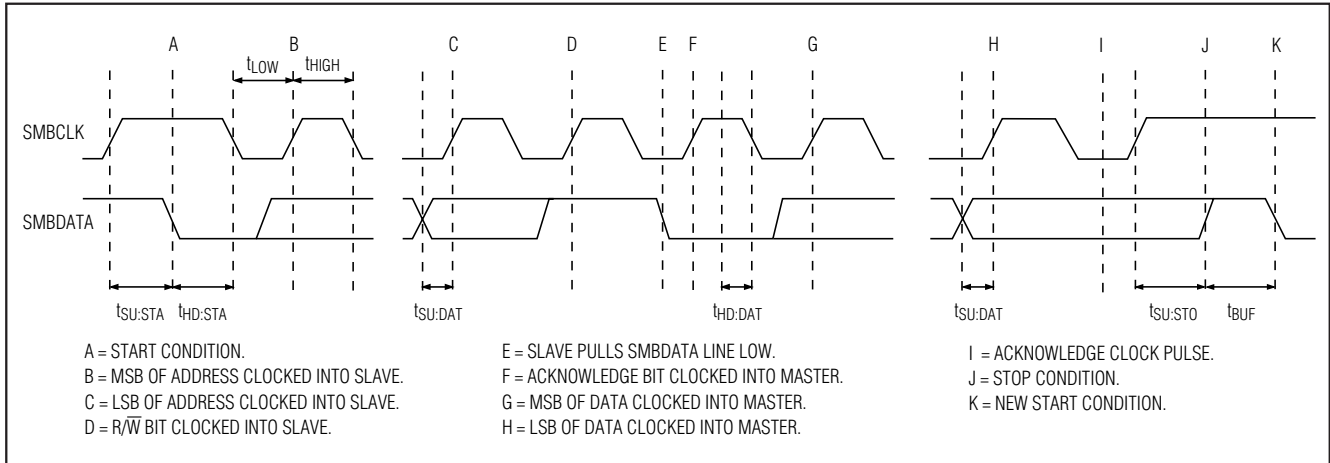 A B C D E F G H I J K
tLOW tHIGH
SMBCLK
SMBDATA
tSU:STA tHD:STA tSU:DAT tHD:DAT tSU:DAT tSU:STO tBUF
A = START CONDITION.
B = MSB OF ADDRESS CLOCKED INTO SLAVE.
C = LSB OF ADDRESS CLOCKED INTO SLAVE.
D = R/W̅ BIT CLOCKED INTO SLAVE.
E = SLAVE PULLS SMBDATA LINE LOW.
F = ACKNOWLEDGE BIT CLOCKED INTO MASTER.
G = MSB OF DATA CLOCKED INTO MASTER.
H = LSB OF DATA CLOCKED INTO MASTER.
I = ACKNOWLEDGE CLOCK PULSE.
J = STOP CONDITION.
K = NEW START CONDITION.